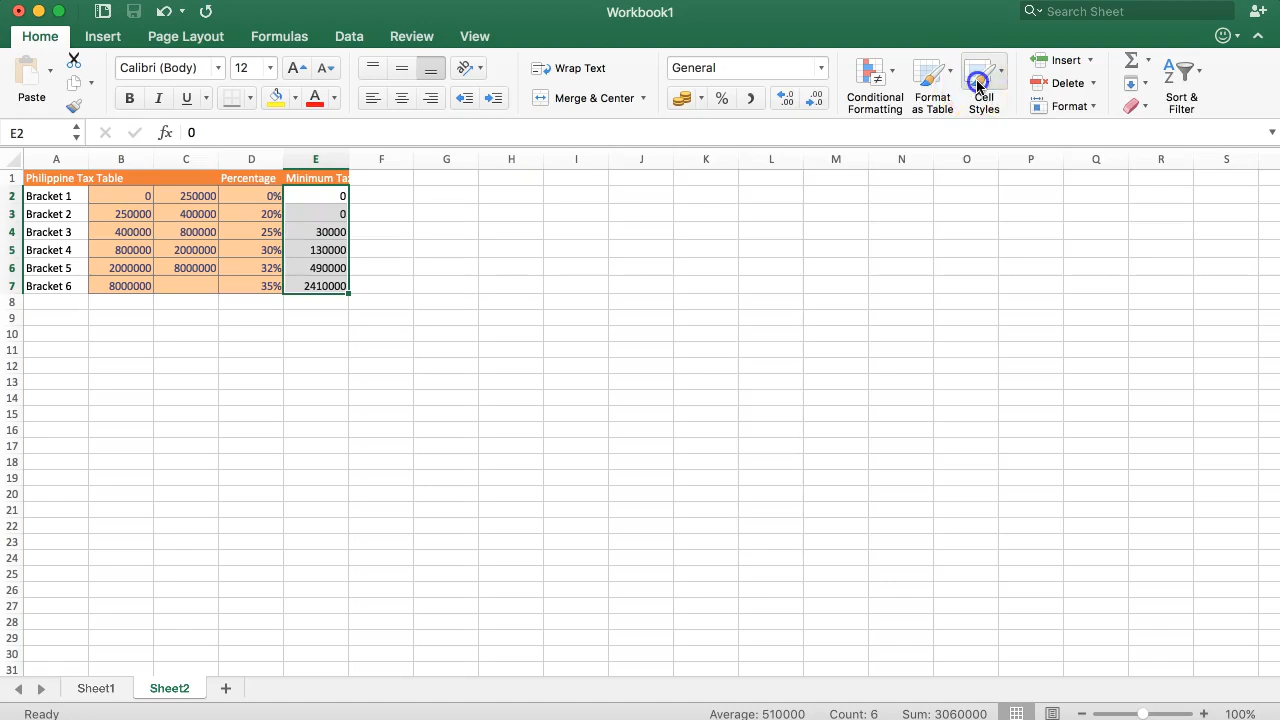 Workbook1
Search Sheet
Home Insert Page Layout Formulas Data Review View
Paste
Calibri (Body) 12 A A
B I U A
Wrap Text
Merge & Center
General
% )
.0 .00
.00 .0
Conditional Formatting
Format as Table
Cell Styles
Insert
Delete
Format
Sort & Filter
E2 fx 0
A B C D E F G H I J K L M N O P Q R S
1 Philippine Tax Table Percentage Minimum Tax
2 Bracket 1 0 250000 0% 0
3 Bracket 2 250000 400000 20% 0
4 Bracket 3 400000 800000 25% 30000
5 Bracket 4 800000 2000000 30% 130000
6 Bracket 5 2000000 8000000 32% 490000
7 Bracket 6 8000000 35% 2410000
8
9
10
11
12
13
14
15
16
17
18
19
20
21
22
23
24
25
26
27
28
29
30
31
Sheet1 Sheet2 +
Ready Average: 510000 Count: 6 Sum: 3060000 100%